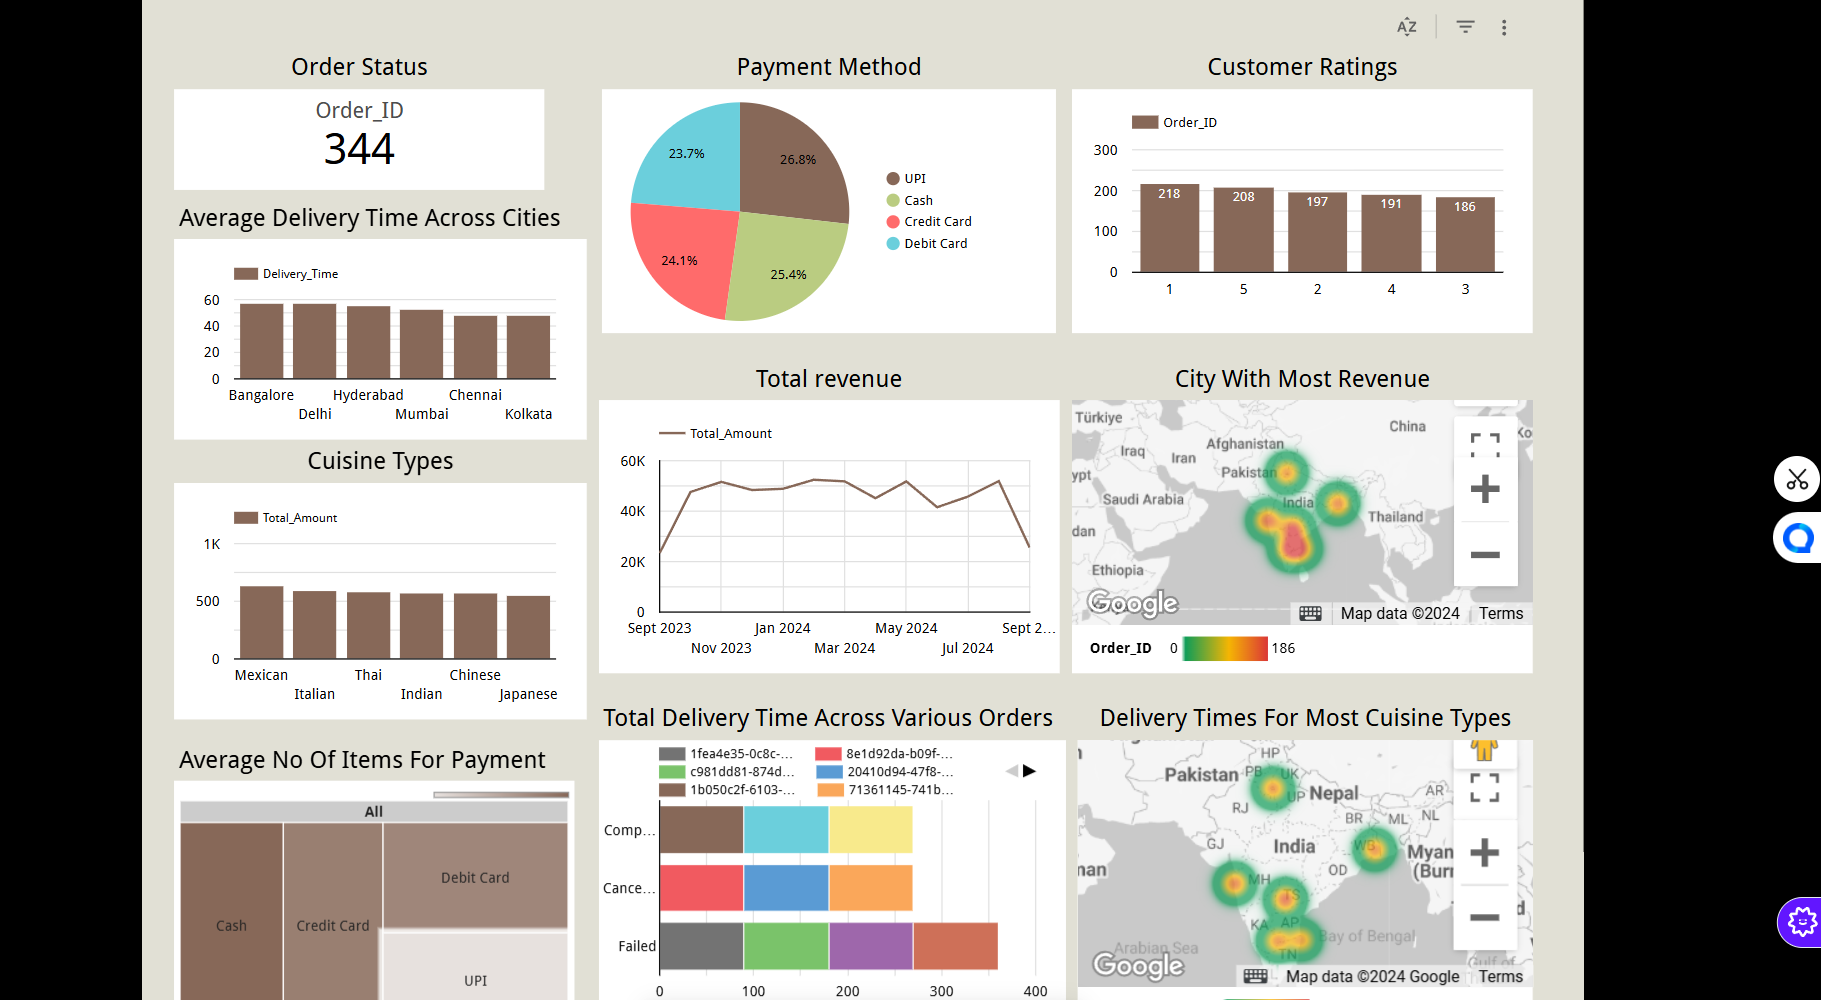 Order Status
Order_ID
344
Average Delivery Time Across Cities
Delivery_Time
60
40
20
0
Bangalore
Delhi
Hyderabad
Mumbai
Chennai
Kolkata
Cuisine Types
Total_Amount
1K
500
0
Mexican
Italian
Thai
Indian
Chinese
Japanese
Average No Of Items For Payment
All
Cash
Credit Card
Debit Card
UPI
Payment Method
23.7%
26.8%
24.1%
25.4%
UPI
Cash
Credit Card
Debit Card
Total revenue
Total_Amount
60K
40K
20K
0
Sept 2023
Nov 2023
Jan 2024
Mar 2024
May 2024
Jul 2024
Sept 2...
Total Delivery Time Across Various Orders
1fea4e35-0c8c-...
8e1d92da-b09f-...
c981dd81-874d...
20410d94-47f8-...
1b050c2f-6103-...
71361145-741b...
Comp...
Cance...
Failed
0 100 200 300 400
AZ
Customer Ratings
Order_ID
300
200
100
0
218 208 197 191 186
1 5 2 4 3
City With Most Revenue
Türkiye
China
Ko
Afghanistan
Iraq
Iran
Pakistan
ypt
Saudi Arabia
India
Thailand
dan
Ethiopia
Google
Map data ©2024 Terms
Order_ID 0 186
Delivery Times For Most Cuisine Types
HP
Pakistan
PB
UK
Nepal
UP
RJ
AR
BR
ML
NL
GJ
India
WB
Myan
(Burn
man
OD
MH
TS
KA
AP
Bay of Bengal
Arabian Sea
TN
Gulf of
Google
Map data ©2024 Google Terms